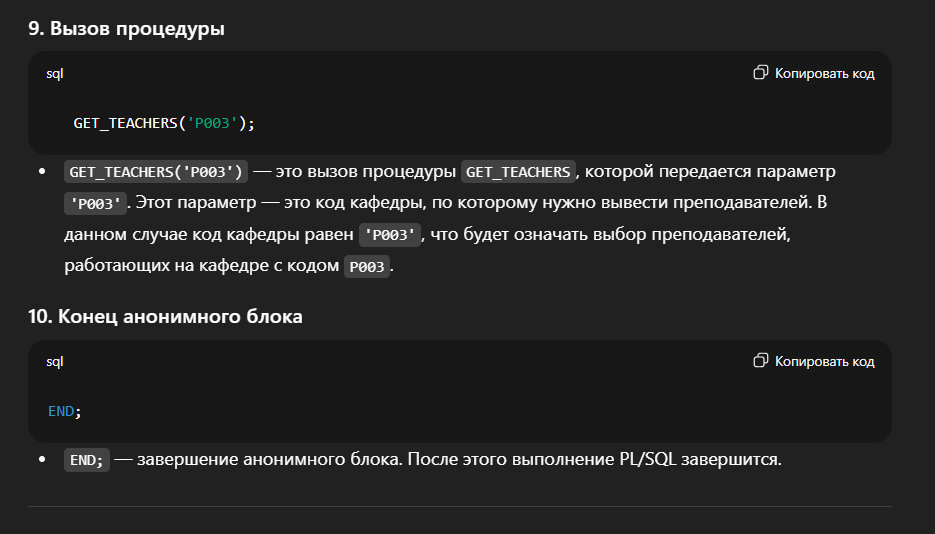 9. Вызов процедуры
sql
Копировать код
GET_TEACHERS('P003');
GET_TEACHERS('P003') — это вызов процедуры GET_TEACHERS, которой передается параметр
'P003'. Этот параметр — это код кафедры, по которому нужно вывести преподавателей. В
данном случае код кафедры равен 'P003', что будет означать выбор преподавателей,
работающих на кафедре с кодом P003.
10. Конец анонимного блока
sql
Копировать код
END;
END; — завершение анонимного блока. После этого выполнение PL/SQL завершится.